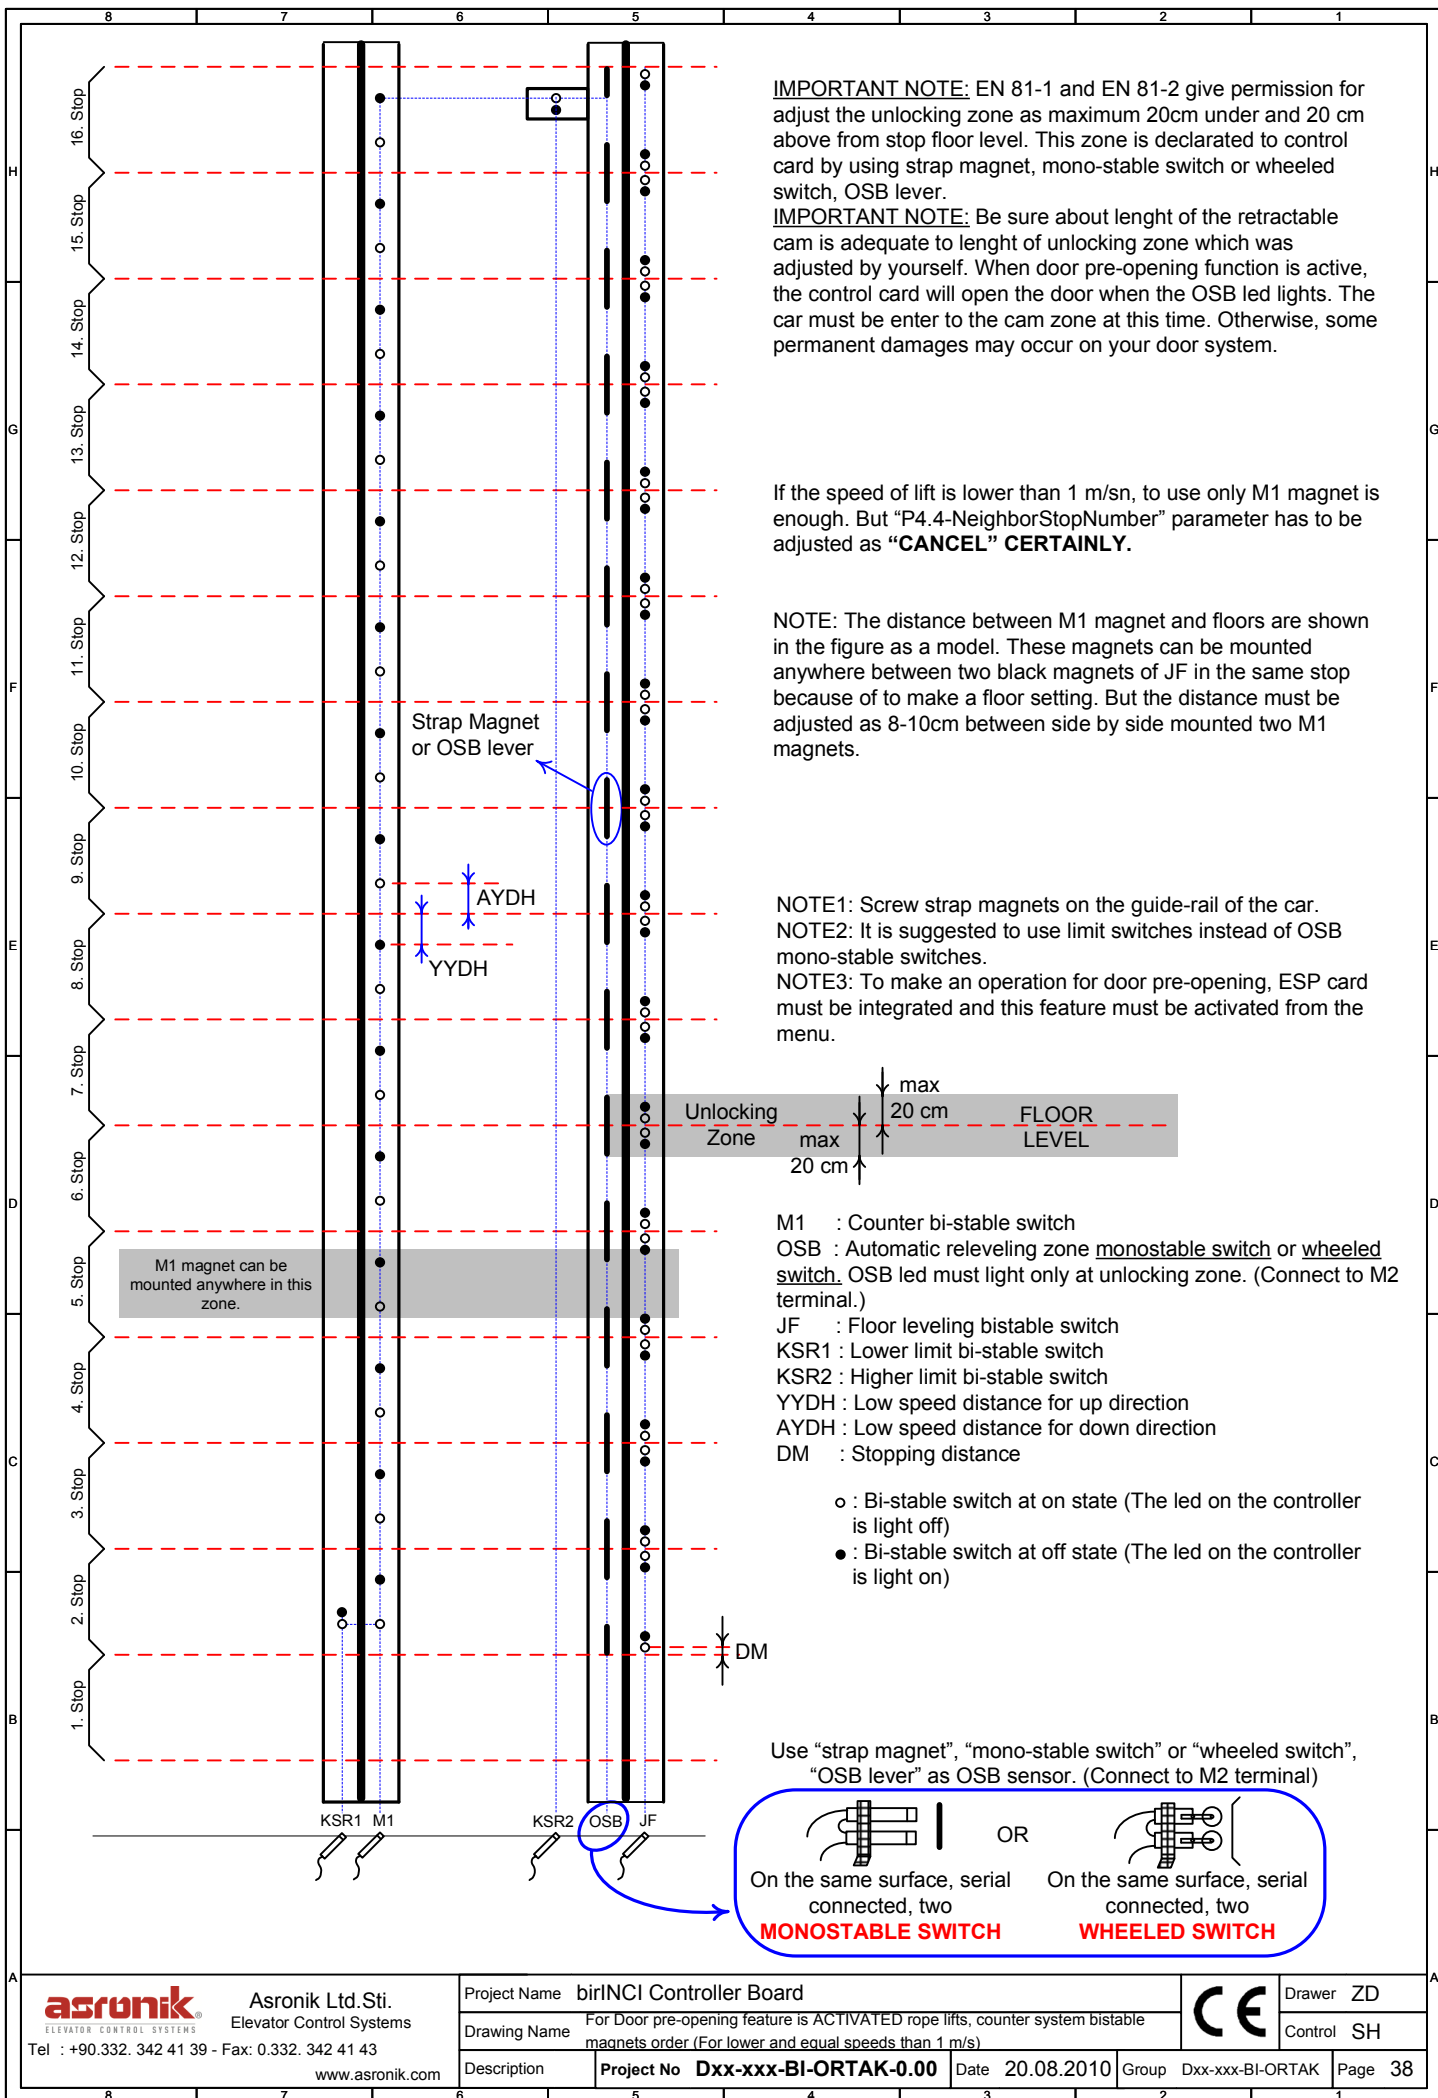 8 7 6 5 4 3 2 1
H
G
F
E
D
C
B
A
16. Stop
15. Stop
14. Stop
13. Stop
12. Stop
11. Stop
10. Stop
9. Stop
8. Stop
7. Stop
6. Stop
5. Stop
4. Stop
3. Stop
2. Stop
1. Stop
IMPORTANT NOTE: EN 81-1 and EN 81-2 give permission for
adjust the unlocking zone as maximum 20cm under and 20 cm
above from stop floor level. This zone is declarated to control
card by using strap magnet, mono-stable switch or wheeled
switch, OSB lever.
IMPORTANT NOTE: Be sure about lenght of the retractable
cam is adequate to lenght of unlocking zone which was
adjusted by yourself. When door pre-opening function is active,
the control card will open the door when the OSB led lights. The
car must be enter to the cam zone at this time. Otherwise, some
permanent damages may occur on your door system.
If the speed of lift is lower than 1 m/sn, to use only M1 magnet is
enough. But “P4.4-NeighborStopNumber” parameter has to be
adjusted as “CANCEL” CERTAINLY.
NOTE: The distance between M1 magnet and floors are shown
in the figure as a model. These magnets can be mounted
anywhere between two black magnets of JF in the same stop
because of to make a floor setting. But the distance must be
adjusted as 8-10cm between side by side mounted two M1
magnets.
Strap Magnet
or OSB lever
AYDH
YYDH
NOTE1: Screw strap magnets on the guide-rail of the car.
NOTE2: It is suggested to use limit switches instead of OSB
mono-stable switches.
NOTE3: To make an operation for door pre-opening, ESP card
must be integrated and this feature must be activated from the
menu.
Unlocking
Zone
max
20 cm
max
20 cm
FLOOR
LEVEL
M1 magnet can be
mounted anywhere in this
zone.
M1 : Counter bi-stable switch
OSB : Automatic releveling zone monostable switch or wheeled
switch. OSB led must light only at unlocking zone. (Connect to M2
terminal.)
JF : Floor leveling bistable switch
KSR1 : Lower limit bi-stable switch
KSR2 : Higher limit bi-stable switch
YYDH : Low speed distance for up direction
AYDH : Low speed distance for down direction
DM : Stopping distance
: Bi-stable switch at on state (The led on the controller
is light off)
: Bi-stable switch at off state (The led on the controller
is light on)
DM
KSR1 M1 KSR2 OSB JF
Use “strap magnet”, “mono-stable switch” or “wheeled switch”,
“OSB lever” as OSB sensor. (Connect to M2 terminal)
OR
On the same surface, serial
connected, two
MONOSTABLE SWITCH
On the same surface, serial
connected, two
WHEELED SWITCH
asronik®
ELEVATOR CONTROL SYSTEMS
Asronik Ltd.Sti.
Elevator Control Systems
Tel : +90.332. 342 41 39 - Fax: 0.332. 342 41 43
www.asronik.com
Project Name birINCI Controller Board
Drawing Name For Door pre-opening feature is ACTIVATED rope lifts, counter system bistable
magnets order (For lower and equal speeds than 1 m/s)
Description Project No Dxx-xxx-BI-ORTAK-0.00 Date 20.08.2010 Group Dxx-xxx-BI-ORTAK Page 38
CE
Drawer ZD
Control SH
8 7 6 5 4 3 2 1
H
G
F
E
D
C
B
A